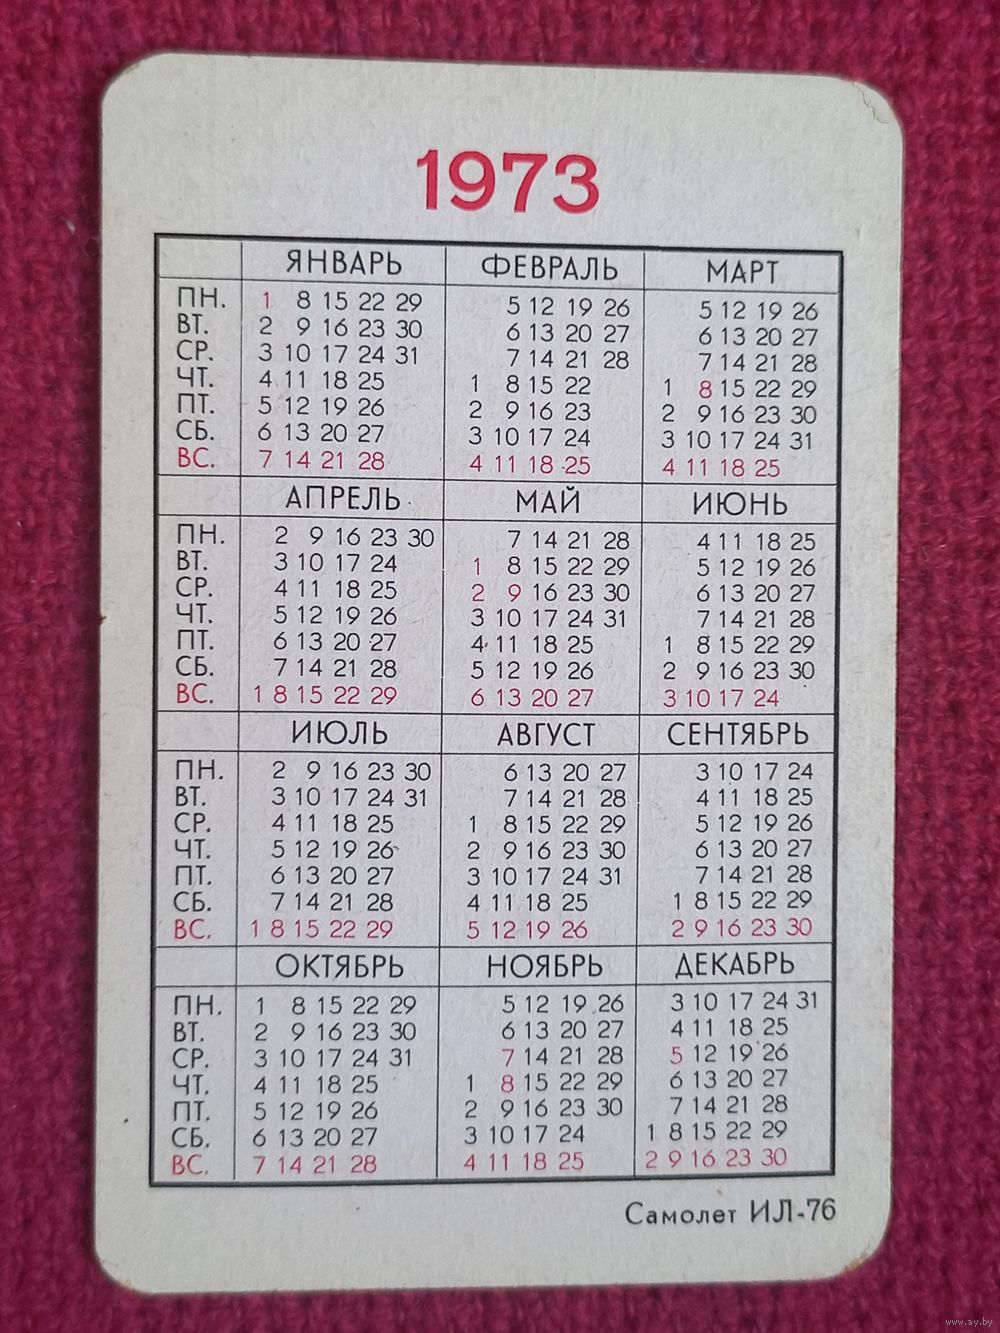 1973
ЯНВАРЬ ФЕВРАЛЬ МАРТ
ПН. 1 8 15 22 29 5 12 19 26 5 12 19 26
ВТ. 2 9 16 23 30 6 13 20 27 6 13 20 27
СР. 3 10 17 24 31 7 14 21 28 7 14 21 28
ЧТ. 4 11 18 25 1 8 15 22 1 8 15 22 29
ПТ. 5 12 19 26 2 9 16 23 2 9 16 23 30
СБ. 6 13 20 27 3 10 17 24 3 10 17 24 31
ВС. 7 14 21 28 4 11 18 25 4 11 18 25
АПРЕЛЬ МАЙ ИЮНЬ
ПН. 2 9 16 23 30 7 14 21 28 4 11 18 25
ВТ. 3 10 17 24 1 8 15 22 29 5 12 19 26
СР. 4 11 18 25 2 9 16 23 30 6 13 20 27
ЧТ. 5 12 19 26 3 10 17 24 31 7 14 21 28
ПТ. 6 13 20 27 4 11 18 25 1 8 15 22 29
СБ. 7 14 21 28 5 12 19 26 2 9 16 23 30
ВС. 1 8 15 22 29 6 13 20 27 3 10 17 24
ИЮЛЬ АВГУСТ СЕНТЯБРЬ
ПН. 2 9 16 23 30 6 13 20 27 3 10 17 24
ВТ. 3 10 17 24 31 7 14 21 28 4 11 18 25
СР. 4 11 18 25 1 8 15 22 29 5 12 19 26
ЧТ. 5 12 19 26 2 9 16 23 30 6 13 20 27
ПТ. 6 13 20 27 3 10 17 24 31 7 14 21 28
СБ. 7 14 21 28 4 11 18 25 1 8 15 22 29
ВС. 1 8 15 22 29 5 12 19 26 2 9 16 23 30
ОКТЯБРЬ НОЯБРЬ ДЕКАБРЬ
ПН. 1 8 15 22 29 5 12 19 26 3 10 17 24 31
ВТ. 2 9 16 23 30 6 13 20 27 4 11 18 25
СР. 3 10 17 24 31 7 14 21 28 5 12 19 26
ЧТ. 4 11 18 25 1 8 15 22 29 6 13 20 27
ПТ. 5 12 19 26 2 9 16 23 30 7 14 21 28
СБ. 6 13 20 27 3 10 17 24 1 8 15 22 29
ВС. 7 14 21 28 4 11 18 25 2 9 16 23 30
Самолет ИЛ-76
www.ay.by